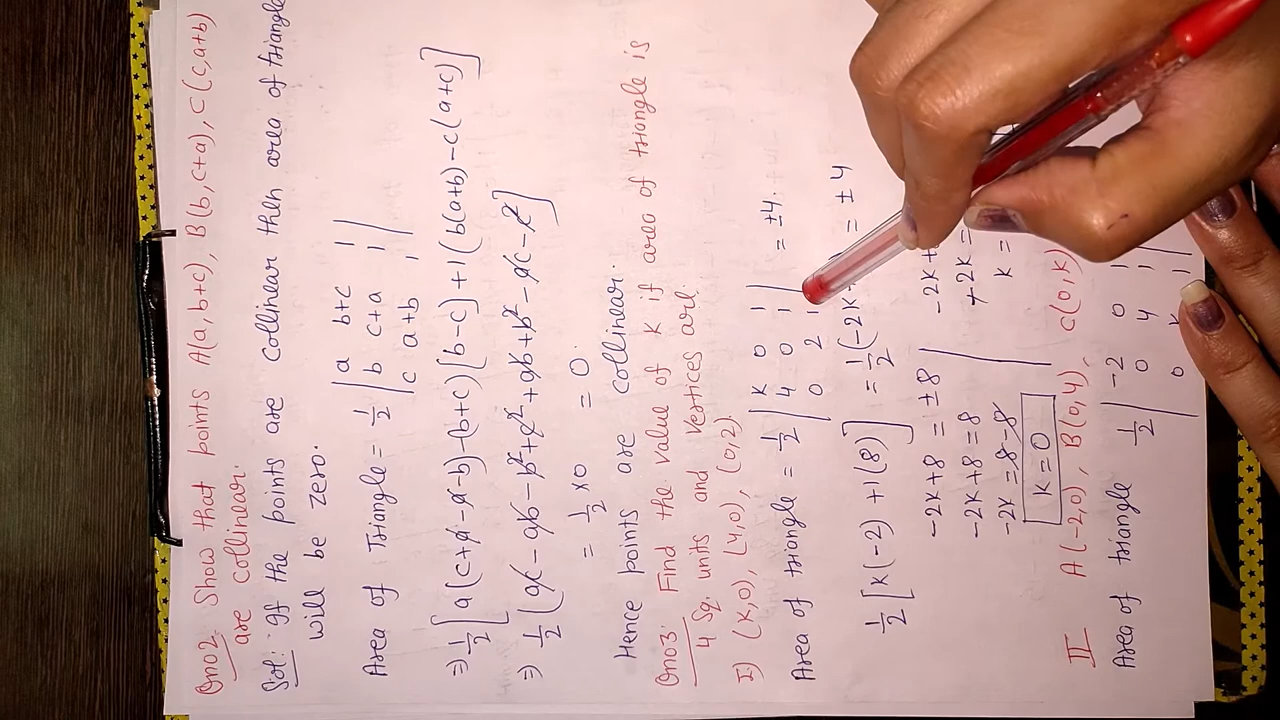 Qno2. Show that points A(a, b+c), B(b, c+a), C(c, a+b)
are collinear.
Sol:- If the points are collinear then area of triangle
will be zero.
Area of Triangle = 1/2 | a b+c 1 |
| b c+a 1 |
| c a+b 1 |
⇒ 1/2 [a(c+a-a-b)-(b+c)[b-c]+1(b(a+b)-c(a+c)]
⇒ 1/2 [ac-ab-b²+c²+ab+b²-ac-c²]
= 1/2 × 0 = 0.
Hence points are collinear.
Qno3. Find the value of K if area of triangle is
4 Sq. units and vertices are.
I) (K,0), (4,0), (0,2).
Area of triangle = 1/2 | K 0 1 | = ±4.
| 4 0 1 |
| 0 2 1 |
1/2 [K(-2)+1(8)] = 1/2 (-2K = ±4
-2K+8 = ±8
-2K+8=8 -2K+
-2K=8-8 +2K=
K=0 K=
II A(-2,0), B(0,4), C(0,K)
Area of triangle 1/2 | -2 0 1 |
| 0 4 1 |
0 K 1